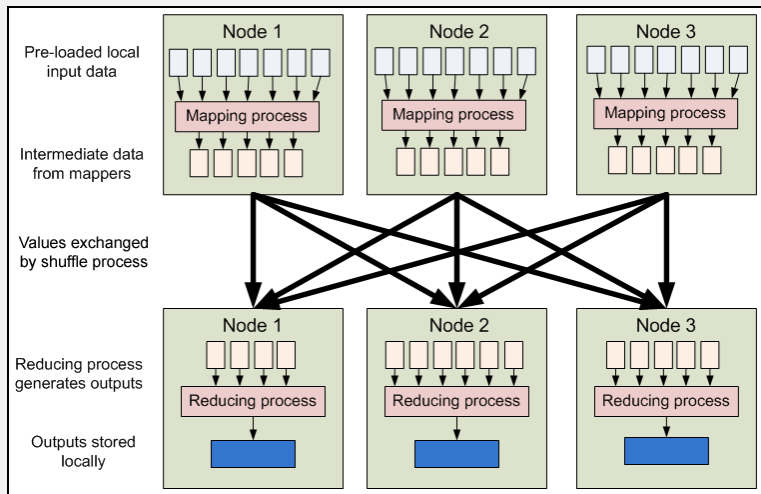 Node 1
Node 2
Node 3
Pre-loaded local
input data
Mapping process
Mapping process
Mapping process
Intermediate data
from mappers
Values exchanged
by shuffle process
Node 1
Node 2
Node 3
Reducing process
generates outputs
Reducing process
Reducing process
Reducing process
Outputs stored
locally